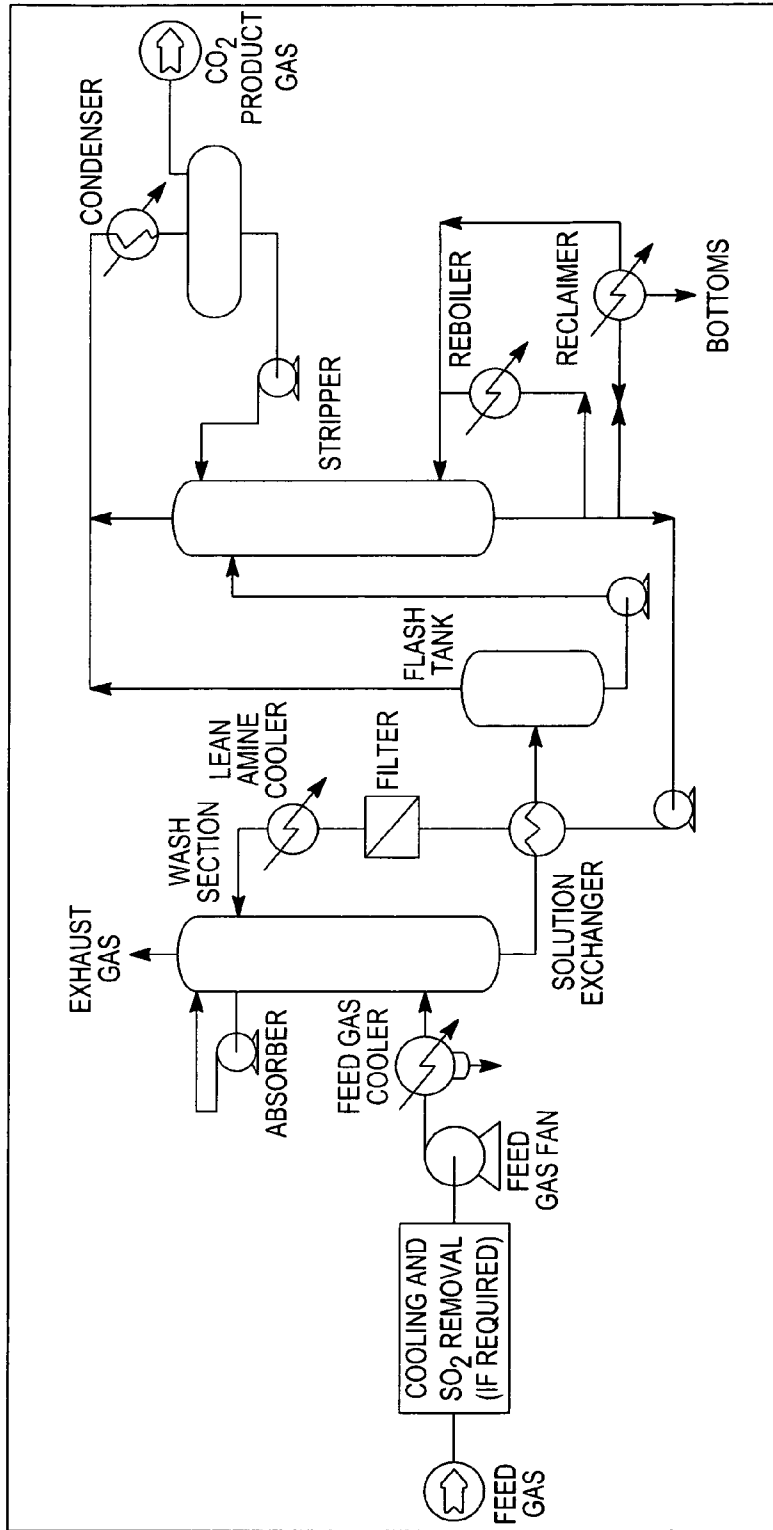 FEED GAS
COOLING AND
SO2 REMOVAL
(IF REQUIRED)
FEED
GAS FAN
FEED GAS
COOLER
ABSORBER
EXHAUST
GAS
WASH
SECTION
LEAN
AMINE
COOLER
FILTER
SOLUTION
EXCHANGER
FLASH
TANK
STRIPPER
REBOILER
RECLAIMER
BOTTOMS
CONDENSER
CO2
PRODUCT
GAS